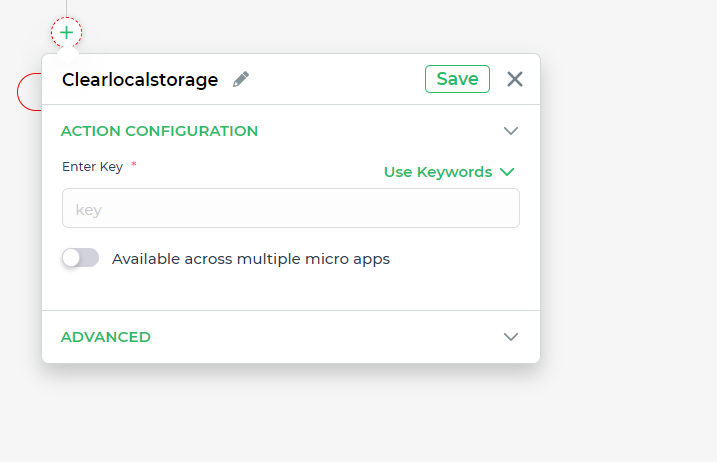 Clearlocalstorage
Save
ACTION CONFIGURATION
Enter Key *
Use Keywords
key
Available across multiple micro apps
ADVANCED